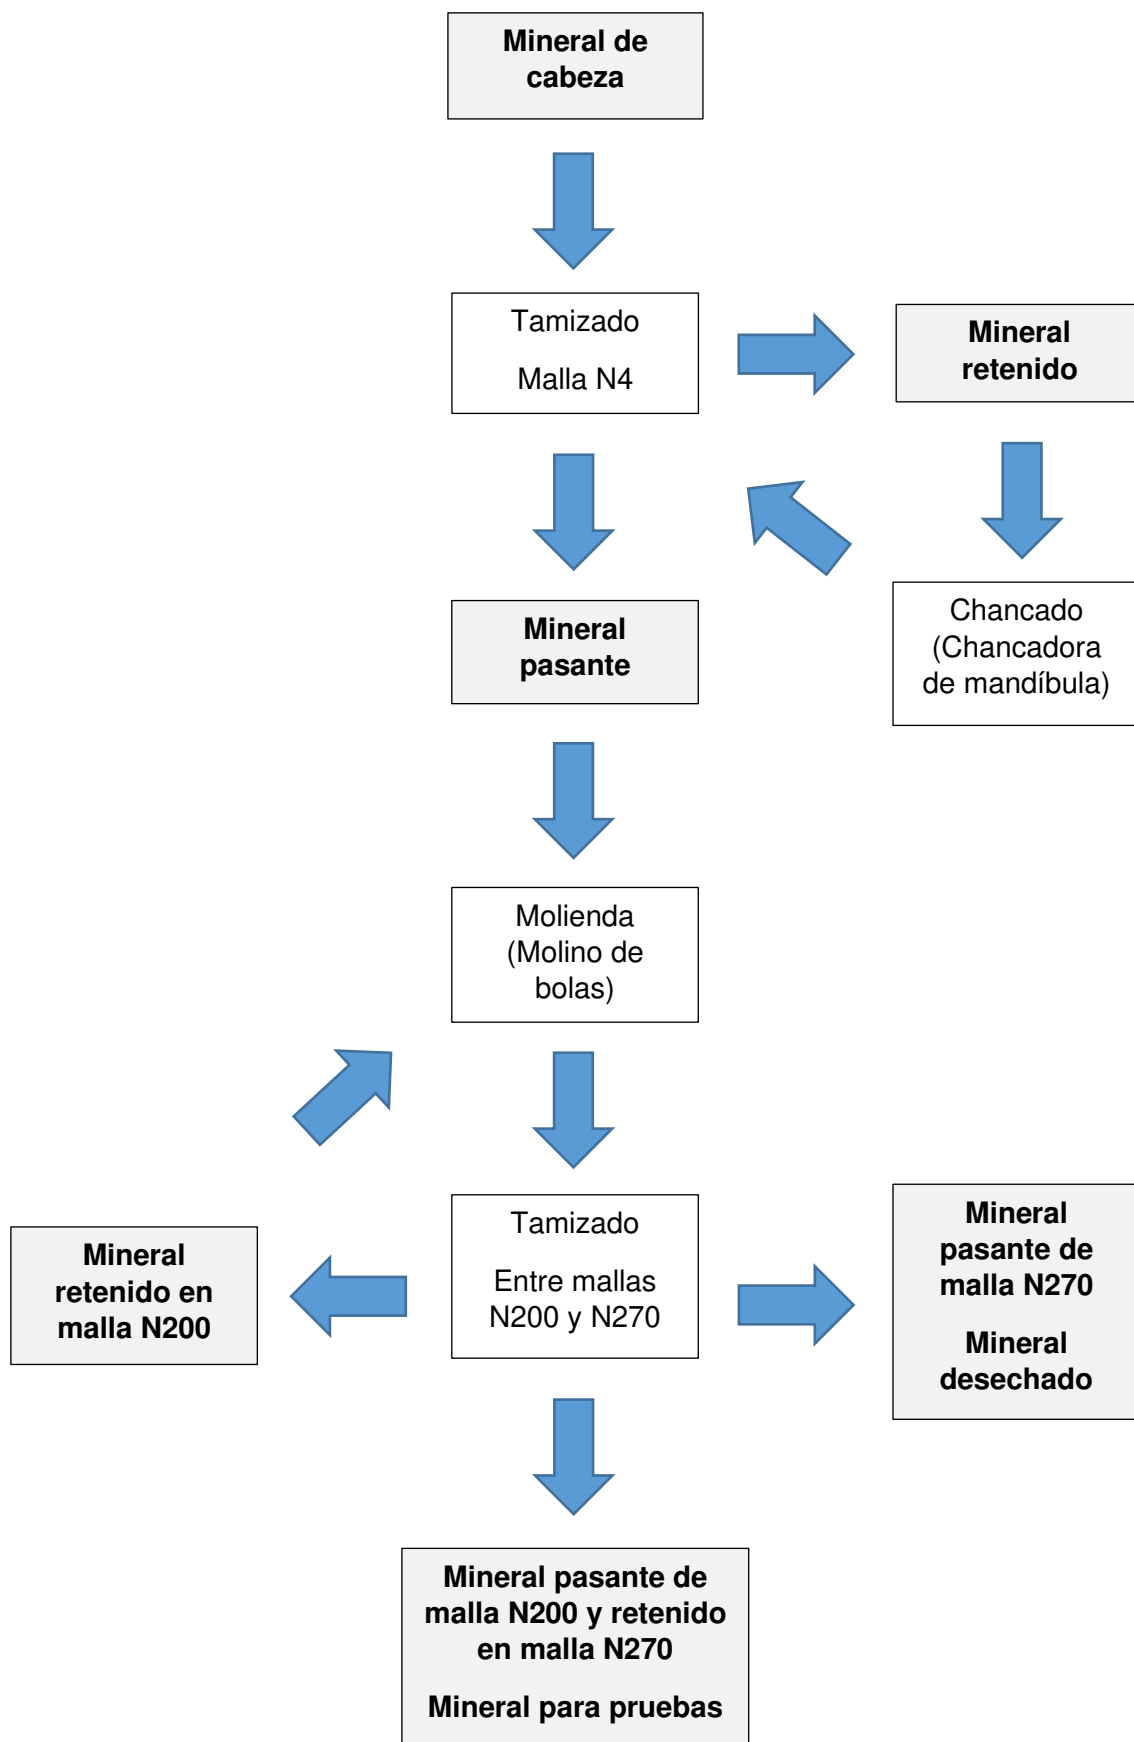 Mineral de
cabeza
Tamizado
Malla N4
Mineral
retenido
Chancado
(Chancadora
de mandíbula)
Mineral
pasante
Molienda
(Molino de
bolas)
Tamizado
Entre mallas
N200 y N270
Mineral
retenido en
malla N200
Mineral
pasante de
malla N270
Mineral
desechado
Mineral pasante de
malla N200 y retenido
en malla N270
Mineral para pruebas